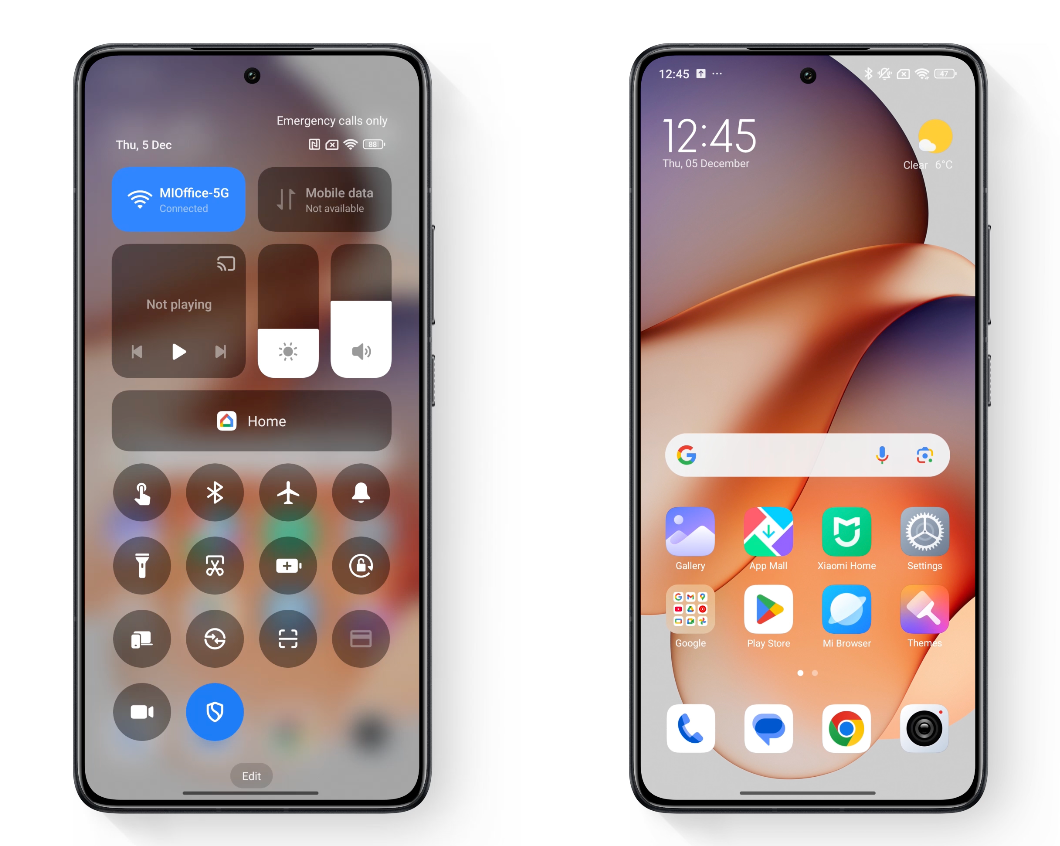 Emergency calls only
Thu, 5 Dec
88
MIOffice-5G
Connected
Mobile data
Not available
Not playing
Home
Edit
12:45
47
12:45
Thu, 05 December
Clear 6°C
Gallery
App Mall
Xiaomi Home
Settings
Google
Play Store
Mi Browser
Themes